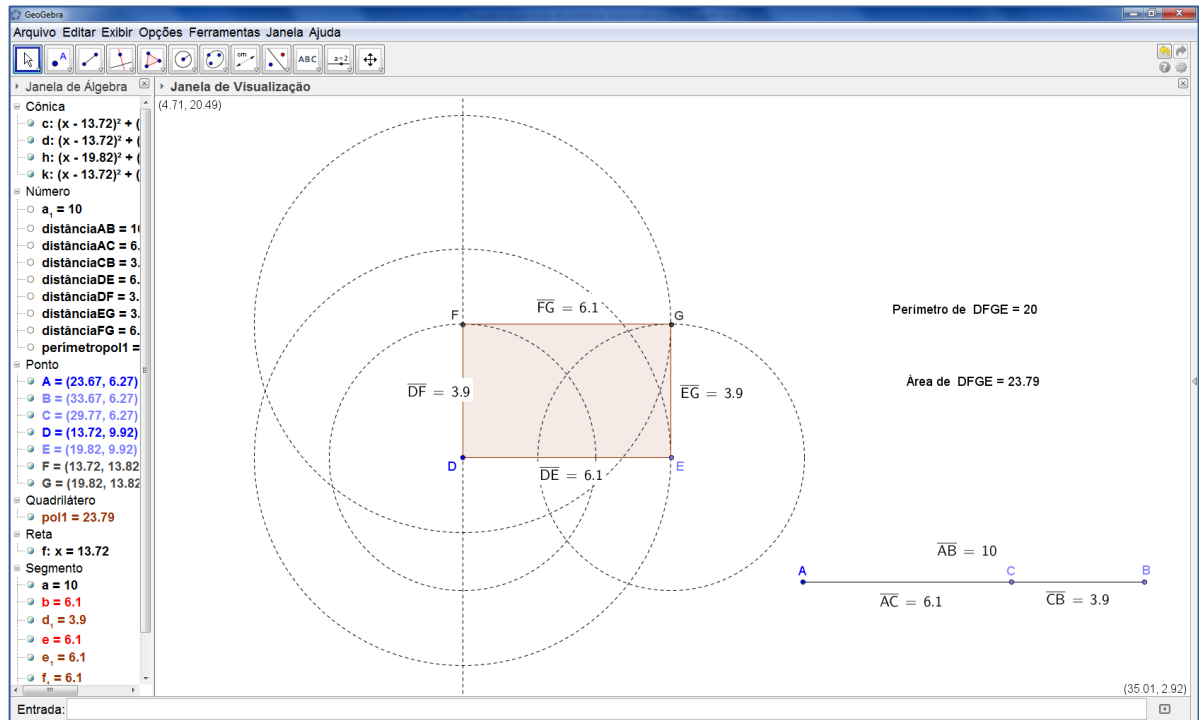 GeoGebra
Arquivo Editar Exibir Opções Ferramentas Janela Ajuda
A
cm
ABC
a=2
Janela de Álgebra
Cônica
c: (x - 13.72)² + (
d: (x - 13.72)² + (
h: (x - 19.82)² + (
k: (x - 13.72)² + (
Número
a₁ = 10
distânciaAB = 10
distânciaAC = 6.
distânciaCB = 3.
distânciaDE = 6.
distânciaDF = 3.
distânciaEG = 3.
distânciaFG = 6.
perímetropol1 =
Ponto
A = (23.67, 6.27)
B = (33.67, 6.27)
C = (29.77, 6.27)
D = (13.72, 9.92)
E = (19.82, 9.92)
F = (13.72, 13.82
G = (19.82, 13.82
Quadrilátero
pol1 = 23.79
Reta
f: x = 13.72
Segmento
a = 10
b = 6.1
d₁ = 3.9
e = 6.1
e₁ = 6.1
f₁ = 6.1
Janela de Visualização
(4.71, 20.49)
F
FG = 6.1
G
DF = 3.9
EG = 3.9
D
DE = 6.1
E
Perímetro de DFGE = 20
Área de DFGE = 23.79
AB = 10
A
C
B
AC = 6.1
CB = 3.9
(35.01, 2.92)
Entrada: